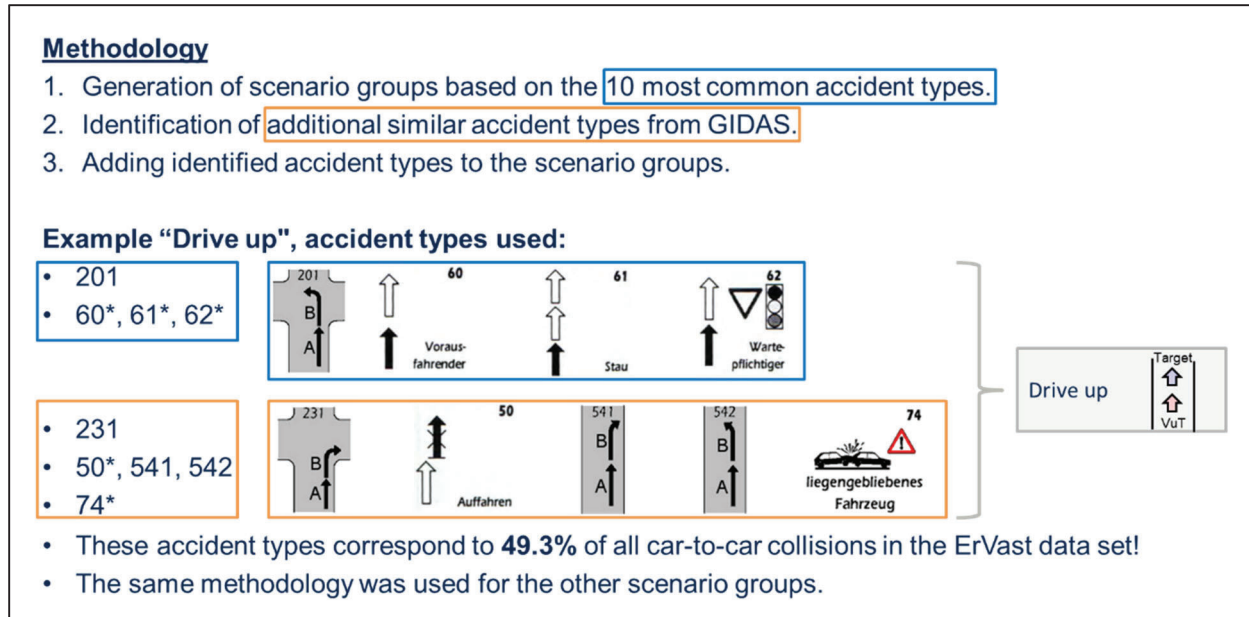 Methodology
1. Generation of scenario groups based on the 10 most common accident types.
2. Identification of additional similar accident types from GIDAS.
3. Adding identified accident types to the scenario groups.
Example “Drive up", accident types used:
• 201
• 60*, 61*, 62*
201
B
A
60
Voraus-
fahrender
61
Stau
62
Warte-
pflichtiger
• 231
• 50*, 541, 542
• 74*
231
B
A
50
Auffahren
541
B
A
542
B
A
74
liegengebliebenes
Fahrzeug
Drive up
Target
VuT
• These accident types correspond to 49.3% of all car-to-car collisions in the ErVast data set!
• The same methodology was used for the other scenario groups.